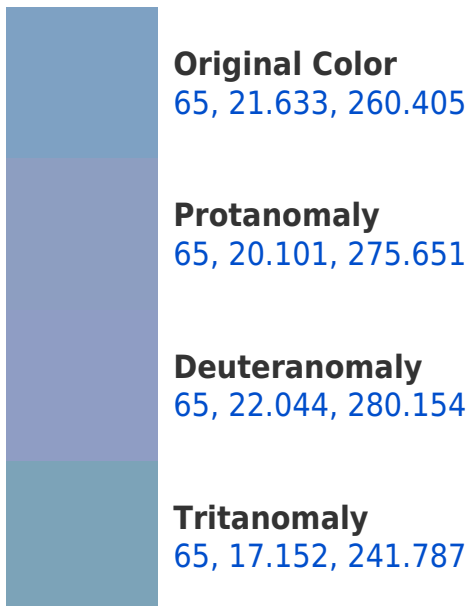 Original Color
65, 21.633, 260.405
Protanomaly
65, 20.101, 275.651
Deuteranomaly
65, 22.044, 280.154
Tritanomaly
65, 17.152, 241.787